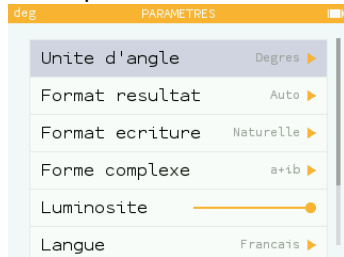 deg PARAMETRES
Unite d'angle Degres
Format resultat Auto
Format ecriture Naturelle
Forme complexe a+ib
Luminosite
Langue Francais